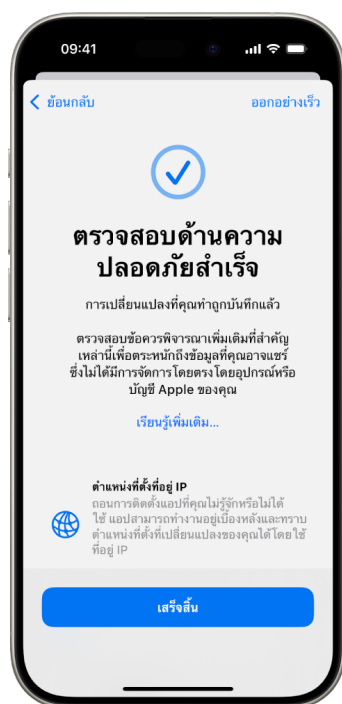 09:41
ย้อนกลับ
ออกอย่างเร็ว
ตรวจสอบด้านความ
ปลอดภัยสำเร็จ
การเปลี่ยนแปลงที่คุณทำถูกบันทึกแล้ว
ตรวจสอบข้อควรพิจารณาเพิ่มเติมที่สำคัญ
เหล่านี้เพื่อตระหนักถึงข้อมูลที่คุณอาจแชร์
ซึ่งไม่ได้มีการจัดการโดยตรงโดยอุปกรณ์หรือ
บัญชี Apple ของคุณ
เรียนรู้เพิ่มเติม...
ตำแหน่งที่ตั้งที่อยู่ IP
ถอนการติดตั้งแอปที่คุณไม่รู้จักหรือไม่ได้
ใช้ แอปสามารถทำงานอยู่เบื้องหลังและทราบ
ตำแหน่งที่ตั้งที่เปลี่ยนแปลงของคุณได้โดยใช้
ที่อยู่ IP
เสร็จสิ้น